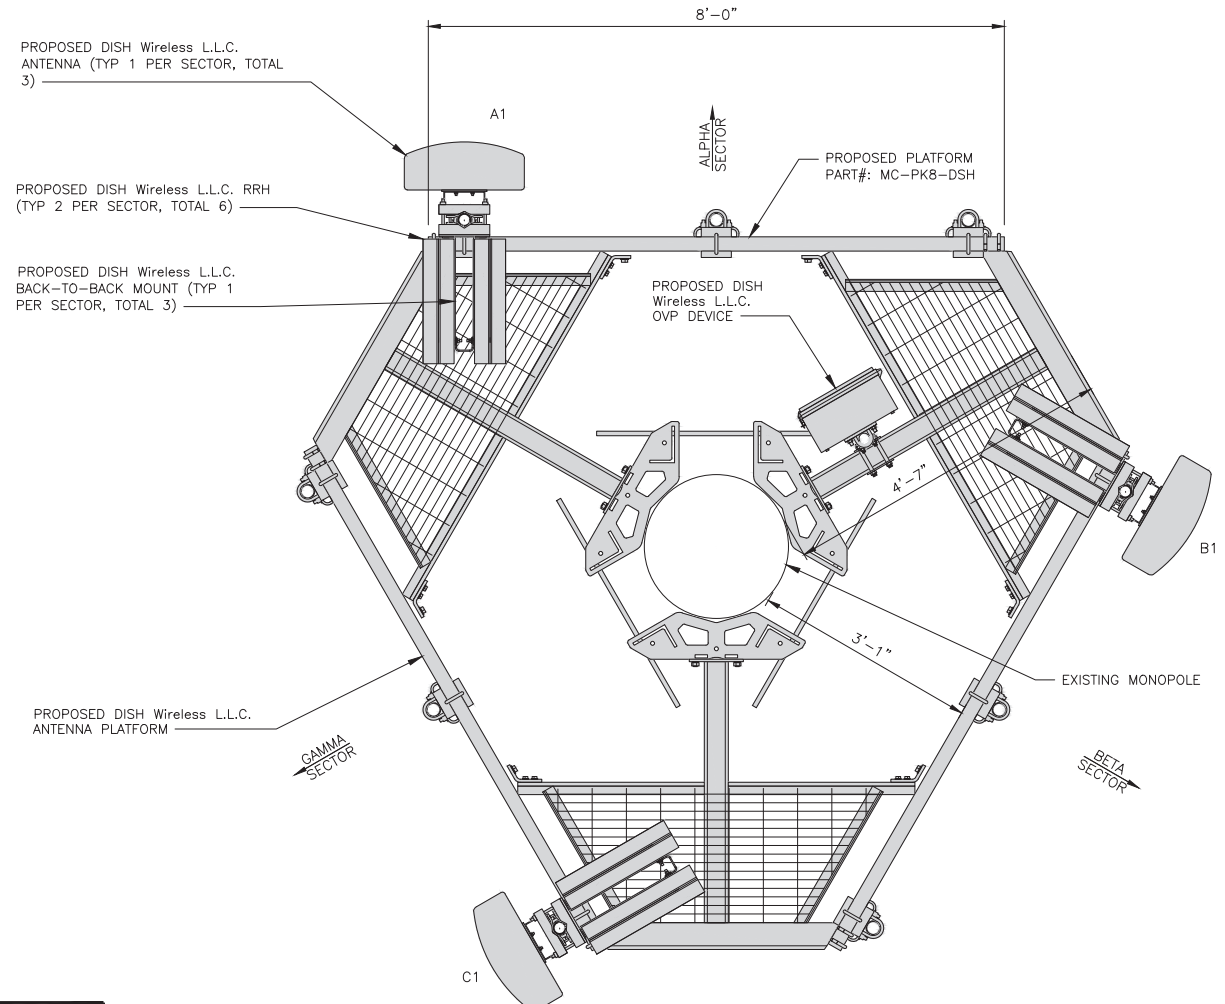 8'-0"
PROPOSED DISH Wireless L.L.C.
ANTENNA (TYP 1 PER SECTOR, TOTAL
3)
A1
ALPHA
SECTOR
PROPOSED PLATFORM
PART#: MC-PK8-DSH
PROPOSED DISH Wireless L.L.C. RRH
(TYP 2 PER SECTOR, TOTAL 6)
PROPOSED DISH Wireless L.L.C.
BACK-TO-BACK MOUNT (TYP 1
PER SECTOR, TOTAL 3)
PROPOSED DISH
Wireless L.L.C.
OVP DEVICE
4'-7"
B1
3'-1"
EXISTING MONOPOLE
PROPOSED DISH Wireless L.L.C.
ANTENNA PLATFORM
GAMMA
SECTOR
BETA
SECTOR
C1